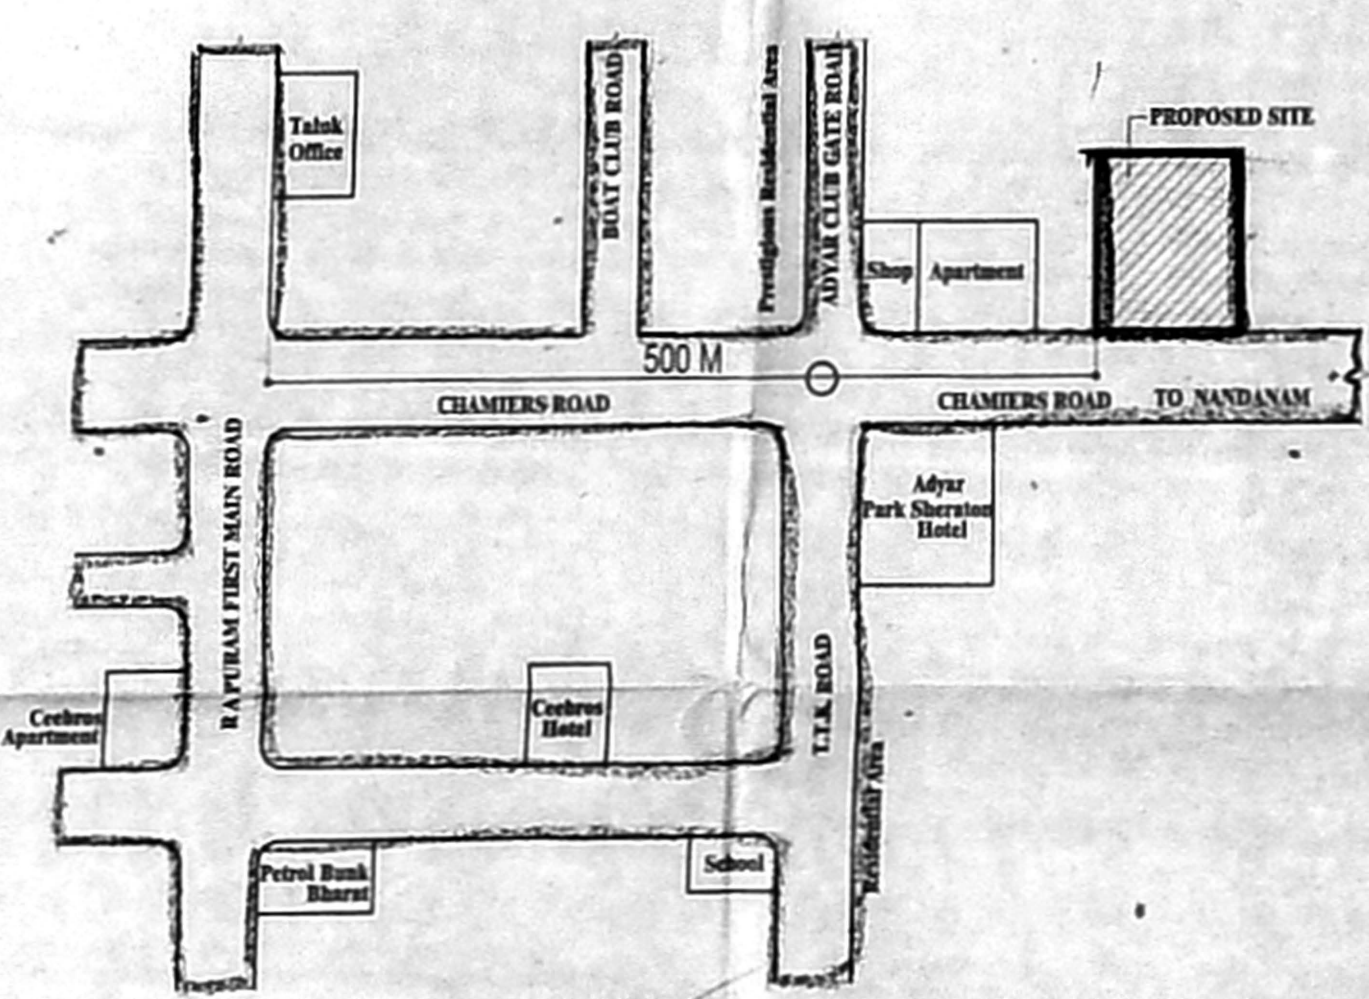 PROPOSED SITE
Taluk
Office
BOAT CLUB ROAD
Prestigious Residential Area
ADYAR CLUB GATE ROAD
Shop
Apartment
500 M
CHAMIERS ROAD
CHAMIERS ROAD
TO NANDANAM
RAPURAM FIRST MAIN ROAD
Adyar
Park Sheraton
Hotel
T.T.K. ROAD
Ceebros
Apartment
Ceebros
Hotel
Residential Area
Petrol Bunk
Bharat
School